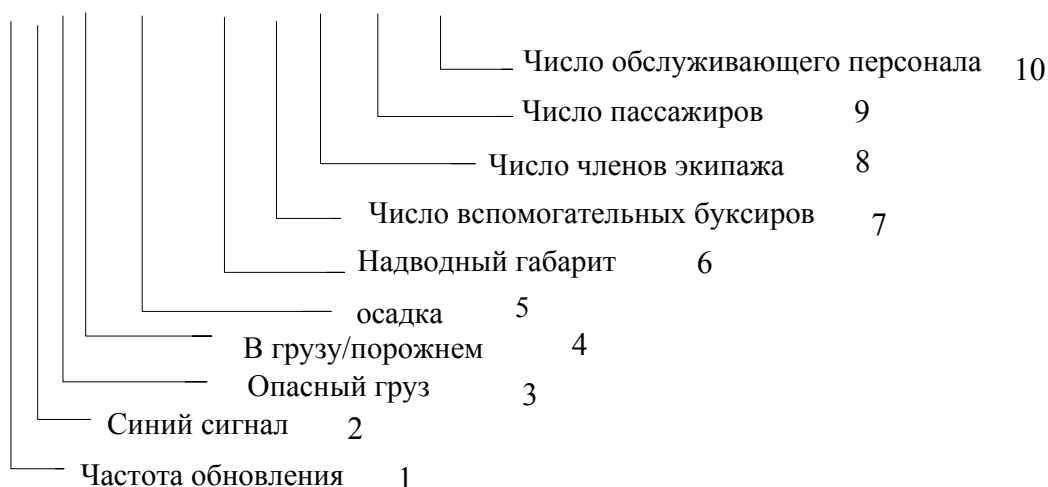 Число обслуживающего персонала 10
Число пассажиров 9
Число членов экипажа 8
Число вспомогательных буксиров 7
Надводный габарит 6
осадка 5
В грузу/порожнем 4
Опасный груз 3
Синий сигнал 2
Частота обновления 1